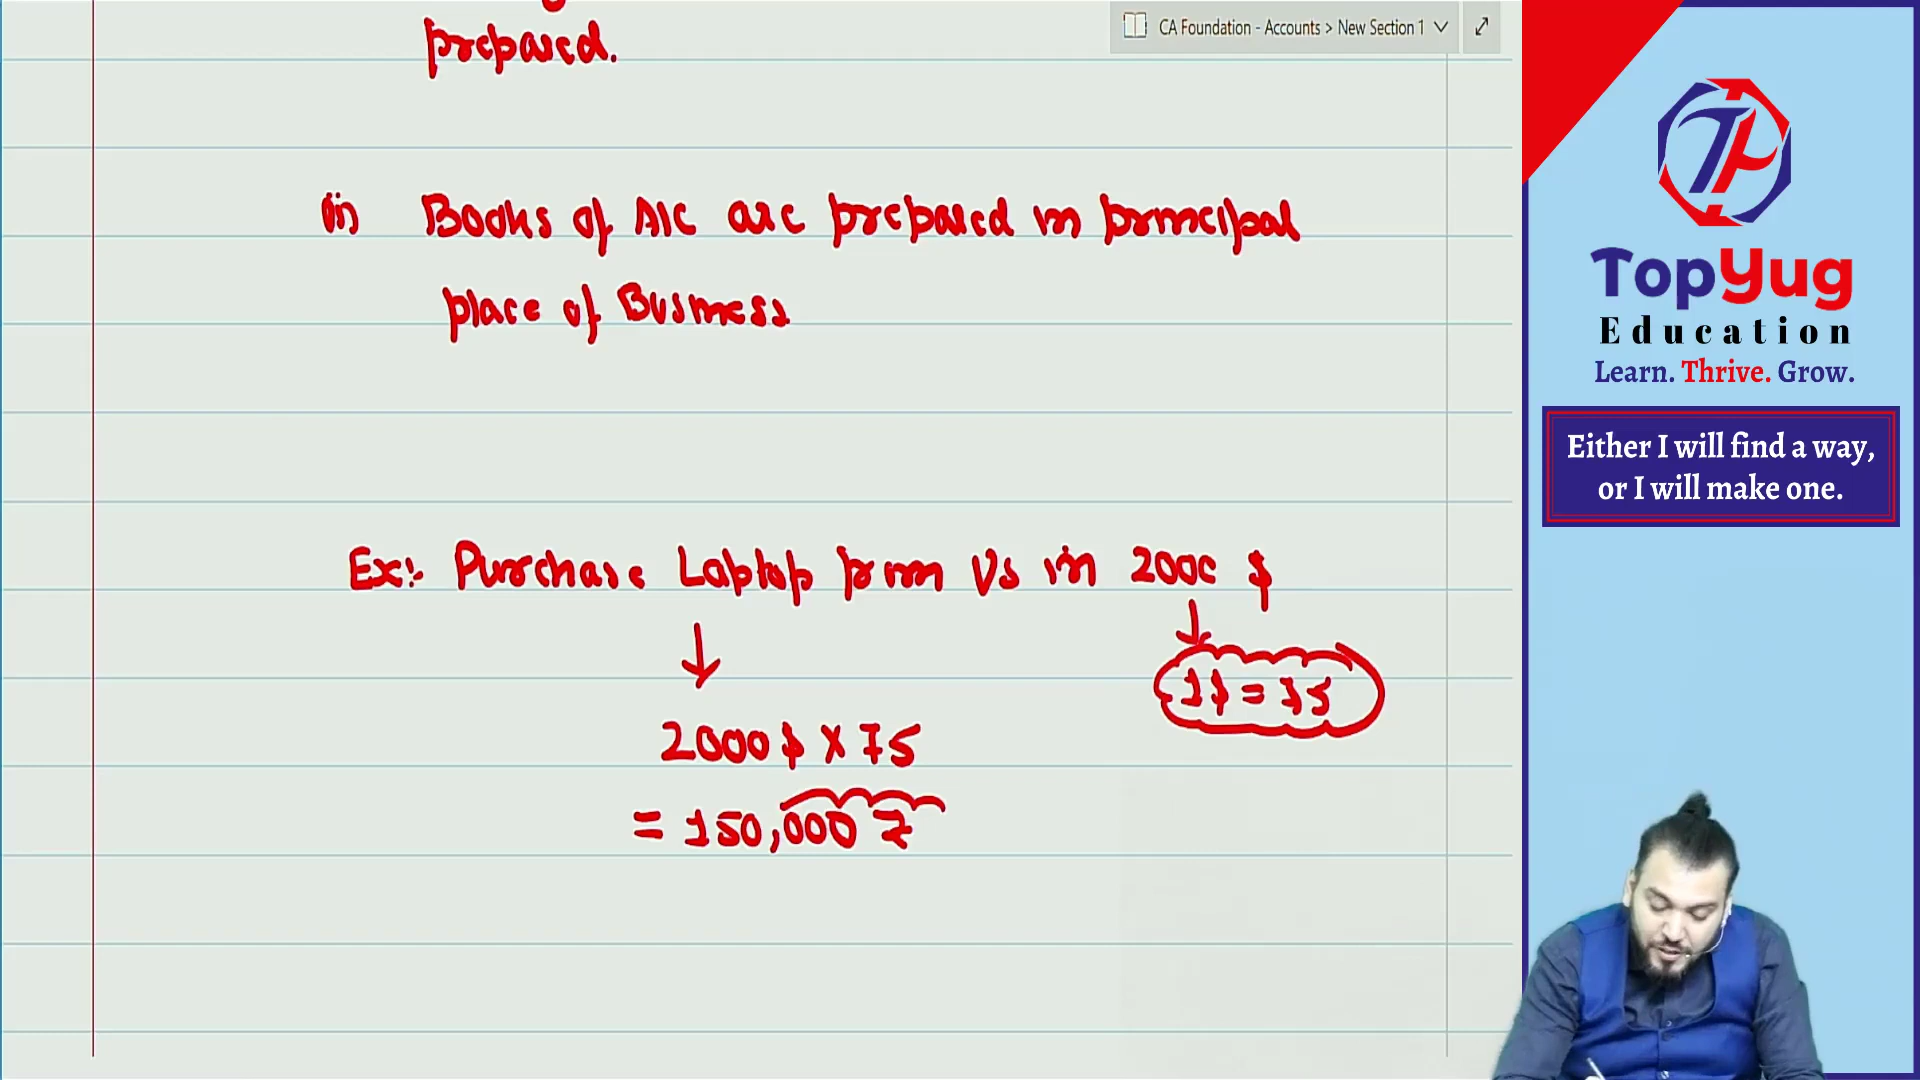 prepared.
CA Foundation - Accounts > New Section 1
(ii) Books of A/C are prepared in principal
place of Business
Ex:- Purchase Laptop from US in 2000 $
1$ = 75
2000 $ x 75
= 150,000 ₹
TopYug
Education
Learn. Thrive. Grow.
Either I will find a way,
or I will make one.